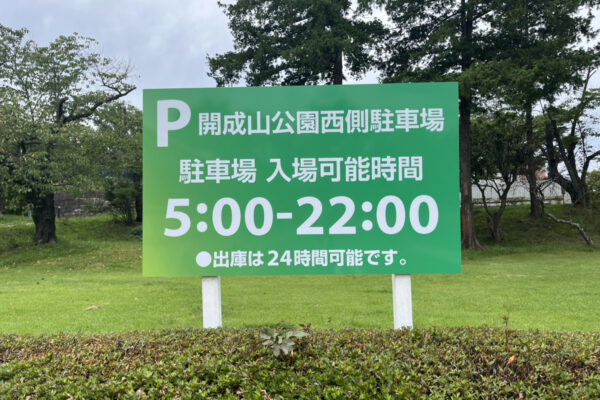 P 開成山公園西側駐車場
駐車場 入場可能時間
5:00-22:00
●出庫は24時間可能です。